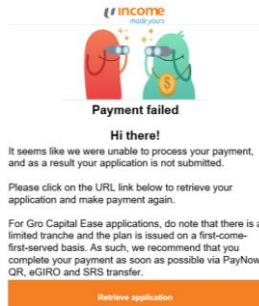 income
made yours
Payment failed
Hi there!
It seems like we were unable to process your payment,
and as a result your application is not submitted.
Please click on the URL link below to retrieve your
application and make payment again.
For Gro Capital Ease applications, do note that there is a
limited tranche and the plan is issued on a first-come-
first-served basis. As such, we recommend that you
complete your payment as soon as possible via PayNow
QR, eGIRO and SRS transfer.
Retrieve application